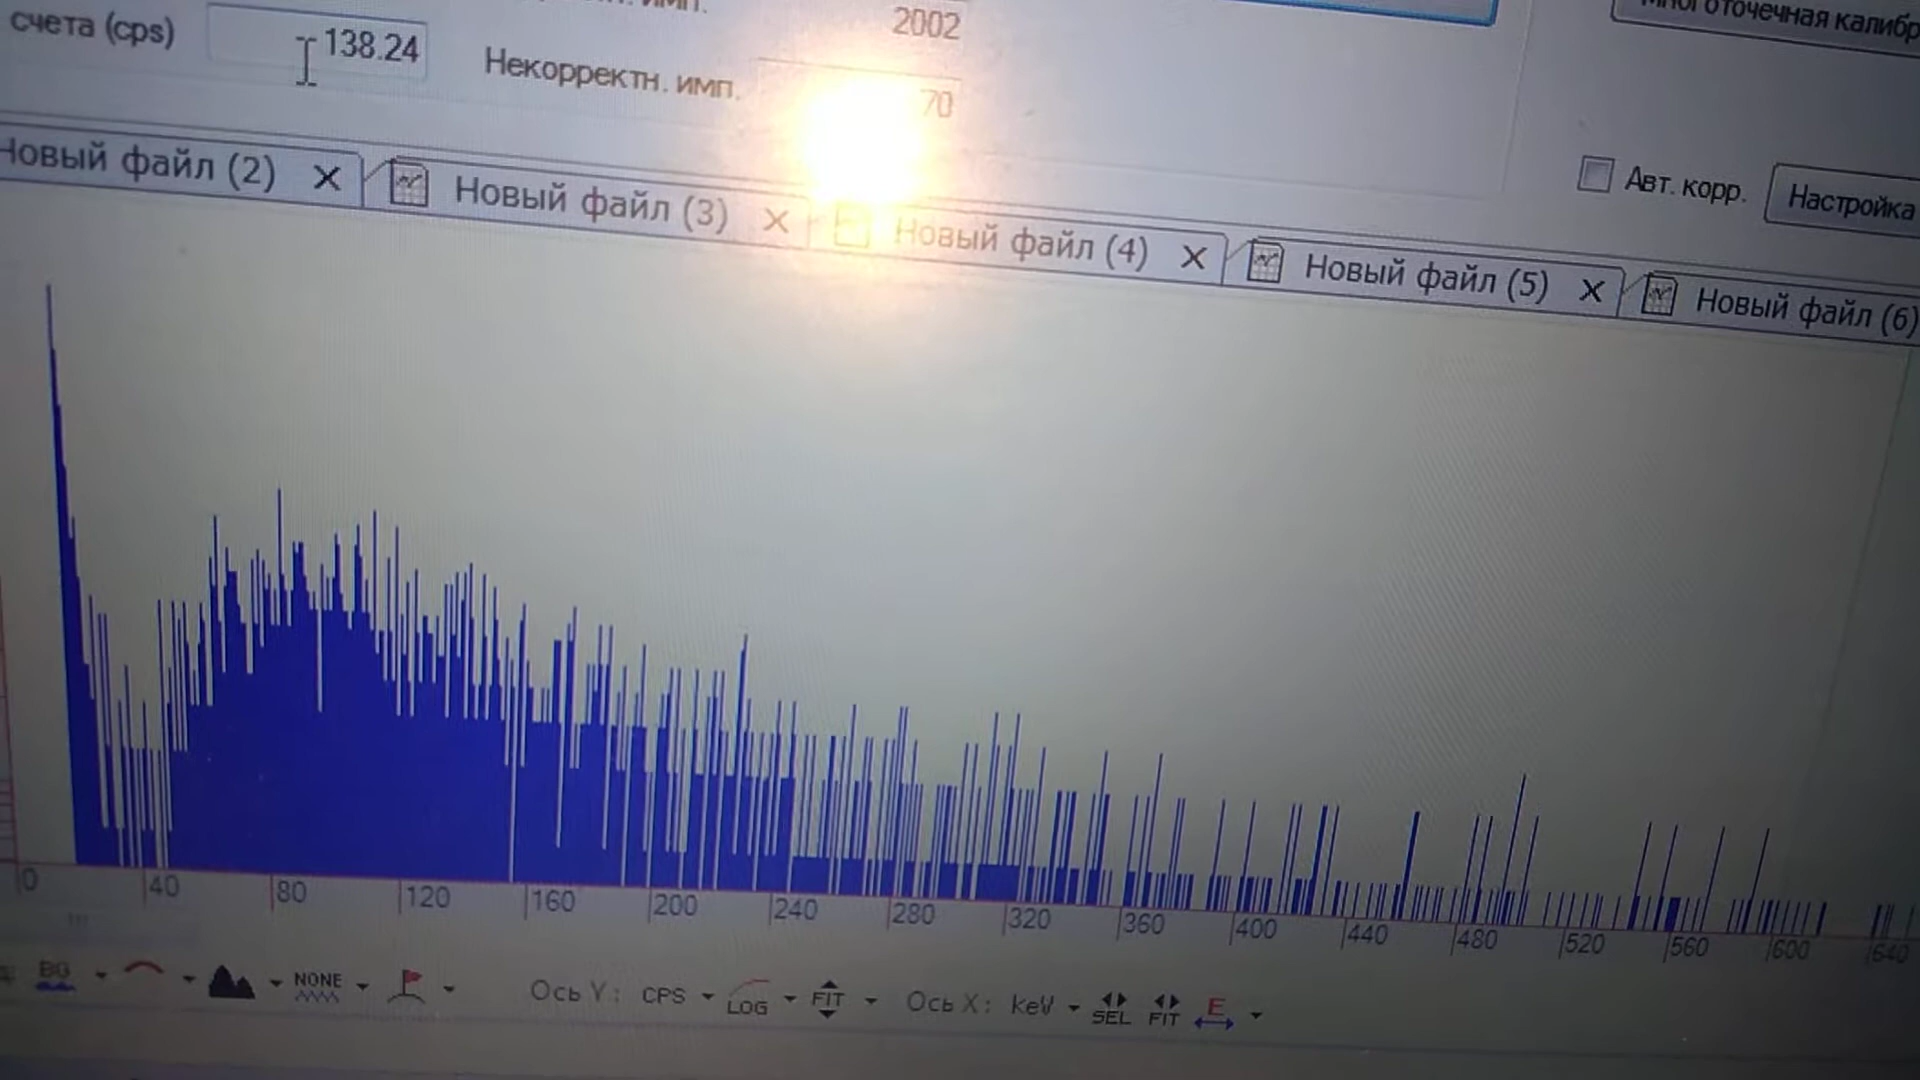 2002
счета (cps) 138.24
Некорректн. имп. 70
Авт. корр. Настройка
Новый файл (2) Новый файл (3) Новый файл (4) Новый файл (5) Новый файл (6)
0 40 80 120 160 200 240 280 320 360 400 440 480 520 560 600 640
BG NONE Ось Y: CPS LOG FIT Ось X: keV SEL FIT E